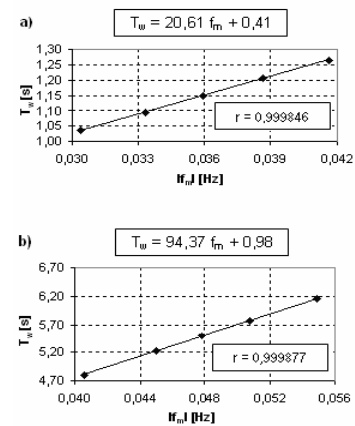 a)
T_w = 20,61 f_m + 0,41
1,30
1,25
1,20
1,15
1,10
1,05
1,00
T_w [s]
r = 0,999846
0,030 0,033 0,036 0,039 0,042
|f_m| [Hz]
b)
T_w = 94,37 f_m + 0,98
6,70
6,20
5,70
5,20
4,70
T_w [s]
r = 0,999877
0,040 0,044 0,048 0,052 0,056
|f_m| [Hz]